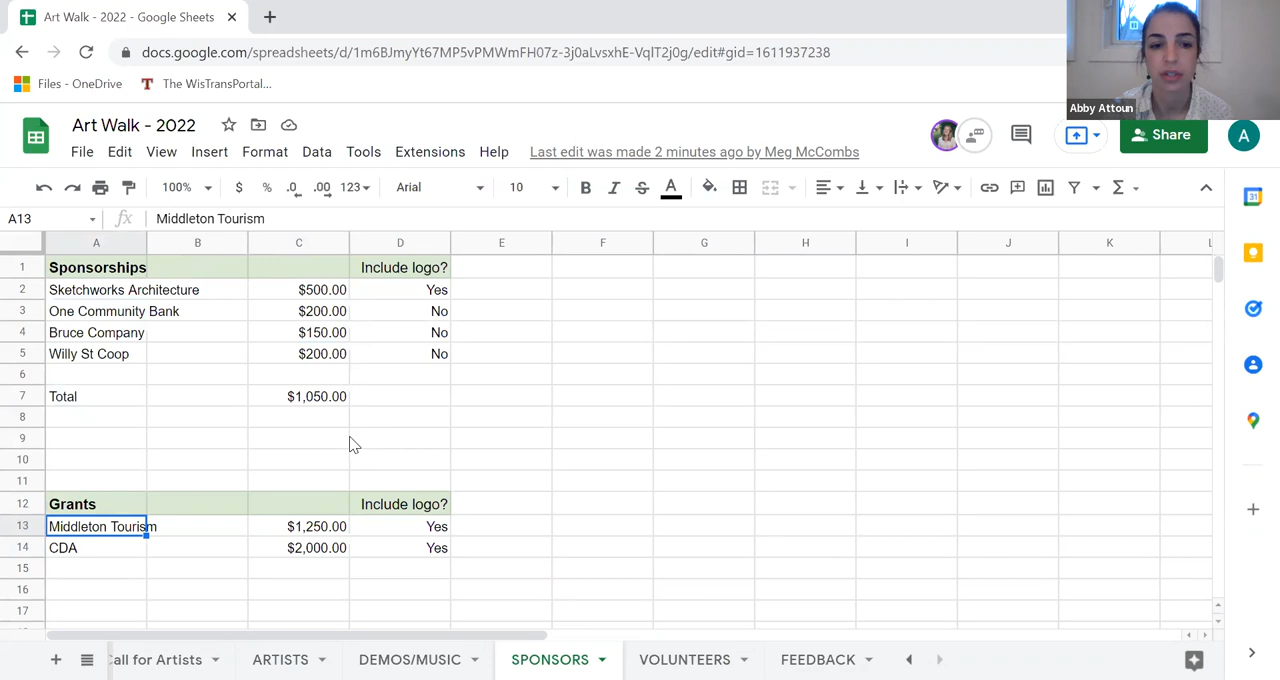 Art Walk - 2022 - Google Sheets
docs.google.com/spreadsheets/d/1m6BJmyYt67MP5vPMWmFH07z-3j0aLvsxhE-VqlT2j0g/edit#gid=1611937238
Files - OneDrive The WisTransPortal...
Abby Attoun
Art Walk - 2022
Share A
File Edit View Insert Format Data Tools Extensions Help Last edit was made 2 minutes ago by Meg McCombs
100% $ % .0 .00 123 Arial 10 B I S A
A13 fx Middleton Tourism
A B C D E F G H I J K L
1 Sponsorships Include logo?
2 Sketchworks Architecture $500.00 Yes
3 One Community Bank $200.00 No
4 Bruce Company $150.00 No
5 Willy St Coop $200.00 No
6
7 Total $1,050.00
8
9
10
11
12 Grants Include logo?
13 Middleton Tourism $1,250.00 Yes
14 CDA $2,000.00 Yes
15
16
17
Call for Artists ARTISTS DEMOS/MUSIC SPONSORS VOLUNTEERS FEEDBACK